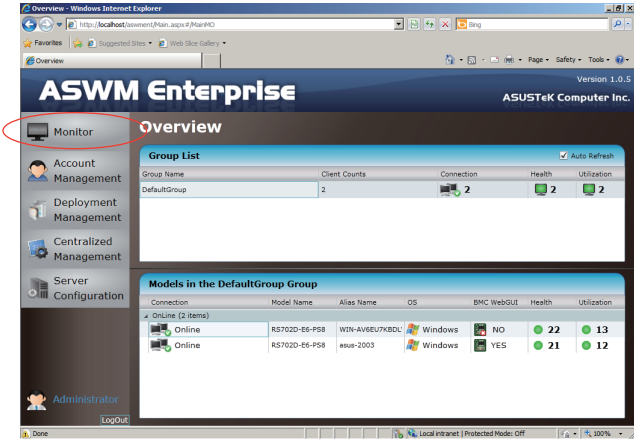 Overview - Windows Internet Explorer
http://localhost/aswment/Main.aspx#/MainMO
Bing
Favorites Suggested Sites Web Slice Gallery
Overview
Page Safety Tools
Version 1.0.5
ASWM Enterprise
ASUSTeK Computer Inc.
Monitor
Account Management
Deployment Management
Centralized Management
Server Configuration
Administrator
LogOut
Overview
Group List Auto Refresh
Group Name Client Counts Connection Health Utilization
DefaultGroup 2 2 2 2
Models in the DefaultGroup Group
Connection Model Name Alias Name OS BMC WebGUI Health Utilization
OnLine (2 items)
Online RS702D-E6-PS8 WIN-AV6EU7KBDL' Windows NO 22 13
Online RS702D-E6-PS8 asus-2003 Windows YES 21 12
Done Local intranet | Protected Mode: Off 100%